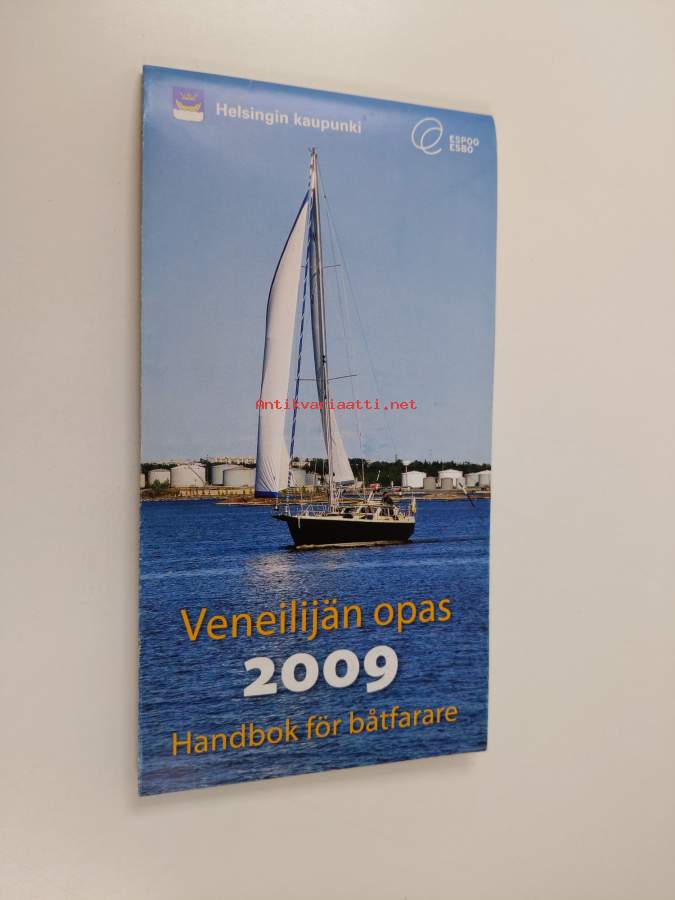 Helsingin kaupunki
ESPOO
ESBO
Antikvariaatti.net
Veneilijän opas
2009
Handbok för båtfarare